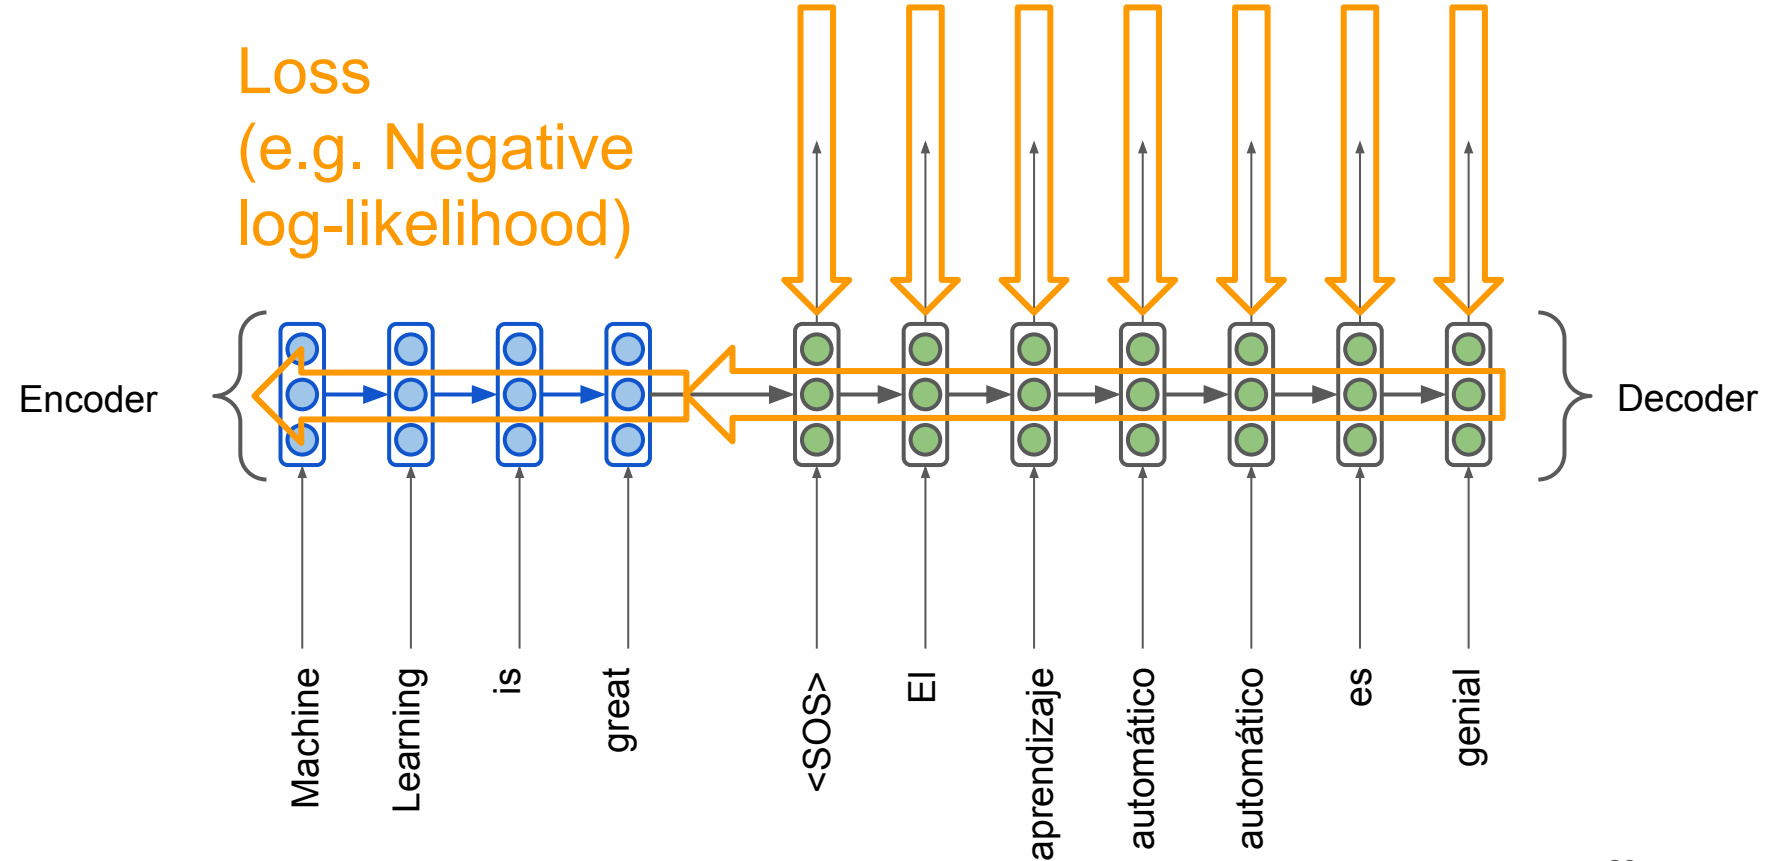 Loss
(e.g. Negative
log-likelihood)
Encoder
Decoder
Machine
Learning
is
great
<SOS>
El
aprendizaje
automático
automático
es
genial